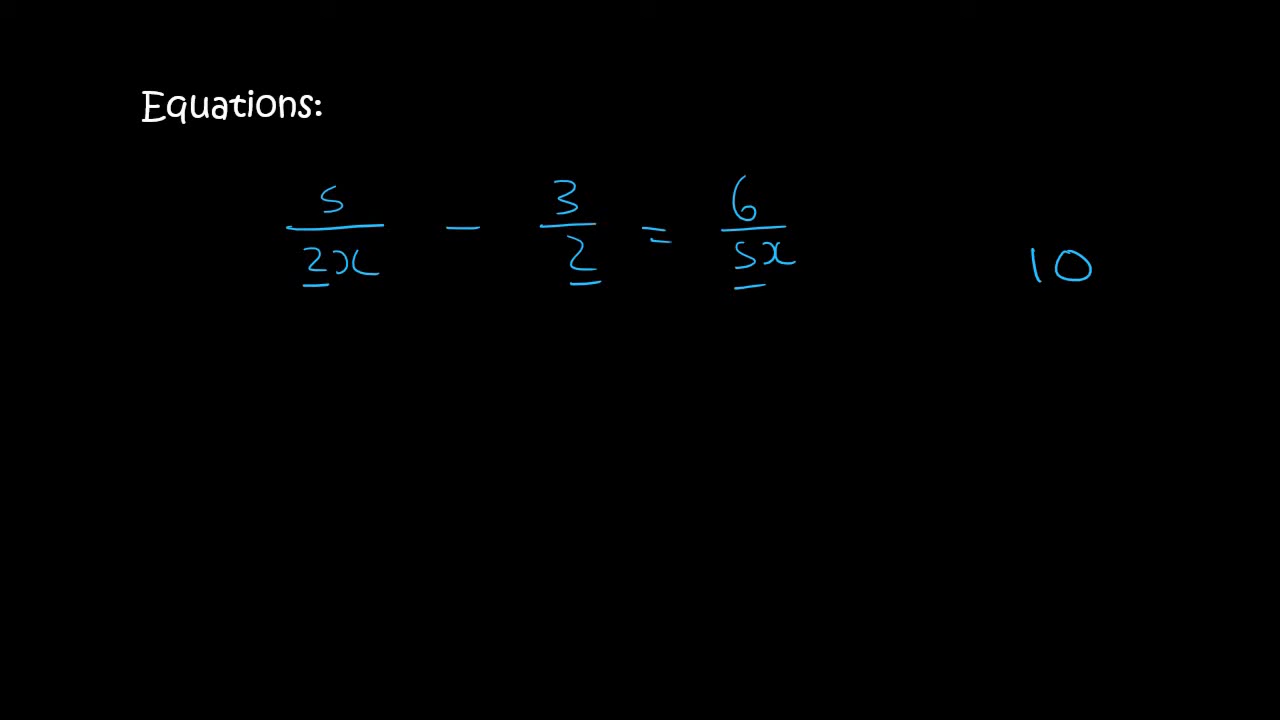 Equations:
5/2x - 3/2 = 6/5x
10